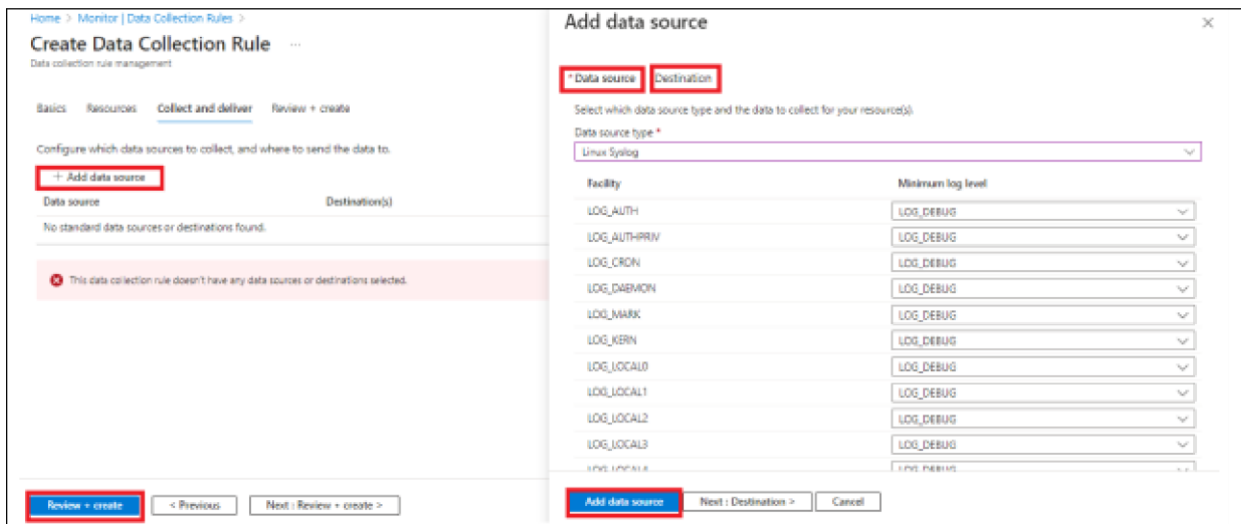 Home > Monitor | Data Collection Rules >
Create Data Collection Rule ...
Data collection rule management
Basics Resources Collect and deliver Review + create
Configure which data sources to collect, and where to send the data to.
+ Add data source
Data source Destination(s)
No standard data sources or destinations found.
This data collection rule doesn't have any data sources or destinations selected.
Review + create < Previous Next : Review + create >
Add data source
* Data source Destination
Select which data source type and the data to collect for your resource(s).
Data source type *
Linux Syslog
Facility Minimum log level
LOG_AUTH LOG_DEBUG
LOG_AUTHPRIV LOG_DEBUG
LOG_CRON LOG_DEBUG
LOG_DAEMON LOG_DEBUG
LOG_MARK LOG_DEBUG
LOG_KERN LOG_DEBUG
LOG_LOCAL0 LOG_DEBUG
LOG_LOCAL1 LOG_DEBUG
LOG_LOCAL2 LOG_DEBUG
LOG_LOCAL3 LOG_DEBUG
LOG_LOCAL4 LOG_DEBUG
Add data source Next : Destination > Cancel